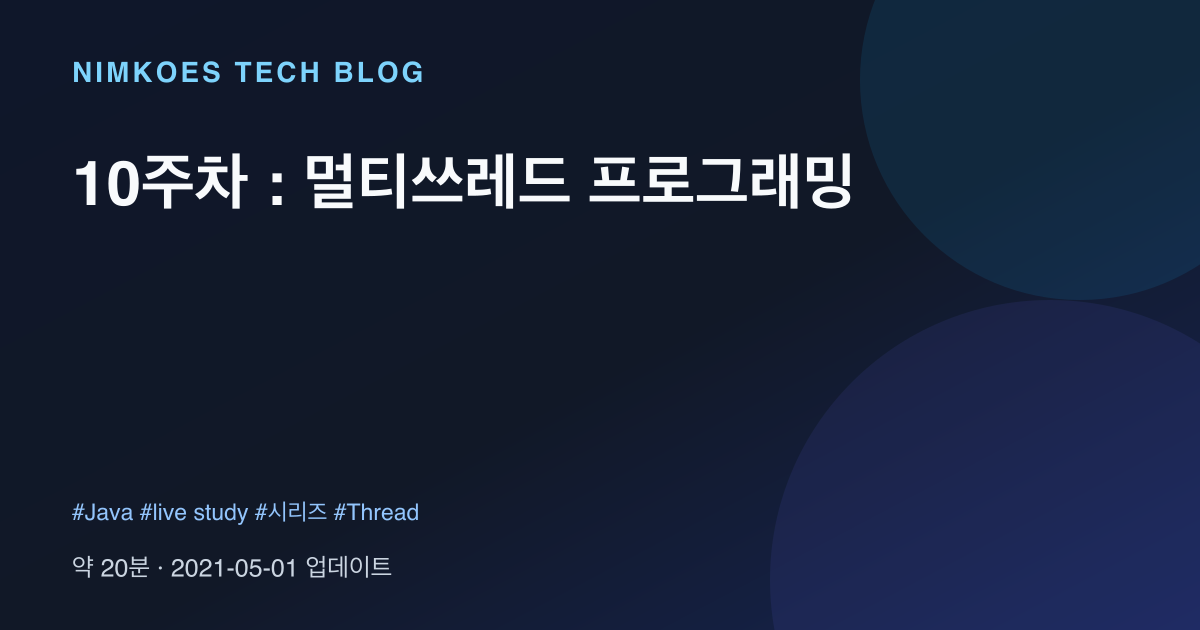 NIMKOES TECH BLOG
10주차 : 멀티쓰레드 프로그래밍
#Java #live study #시리즈 #Thread
약 20분 · 2021-05-01 업데이트